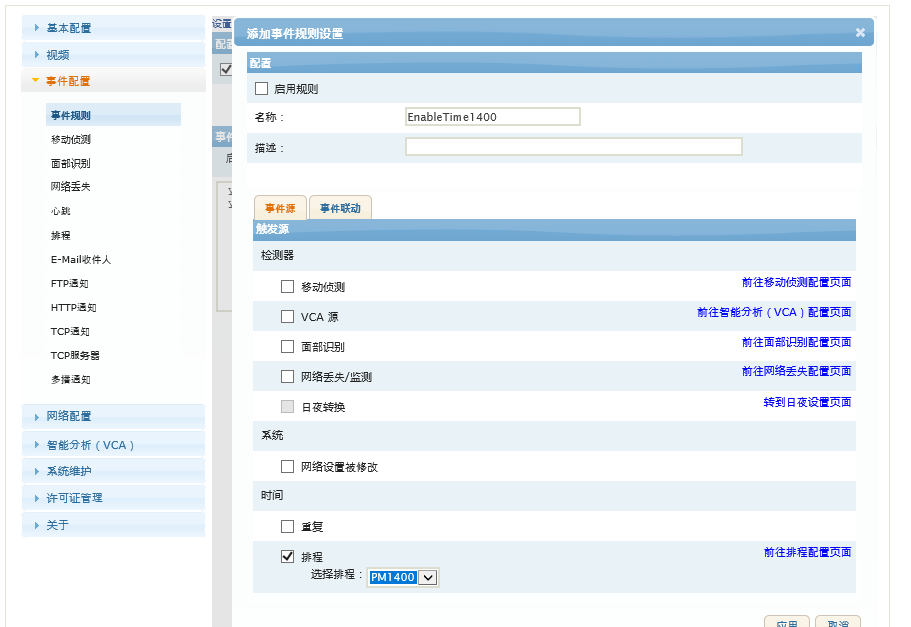 基本配置
视频
事件配置
事件规则
移动侦测
面部识别
网络丢失
心跳
排程
E-Mail收件人
FTP通知
HTTP通知
TCP通知
TCP服务器
多播通知
网络配置
智能分析 ( VCA )
系统维护
许可证管理
关于
设置
添加事件规则设置
配置
启用规则
名称 :
EnableTime1400
描述 :
事件源
事件联动
触发源
检测器
移动侦测
前往移动侦测配置页面
VCA 源
前往智能分析 ( VCA ) 配置页面
面部识别
前往面部识别配置页面
网络丢失/监测
前往网络丢失配置页面
日夜转换
转到日夜设置页面
系统
网络设置被修改
时间
重复
排程
前往排程配置页面
选择排程 :
PM1400
应用
取消